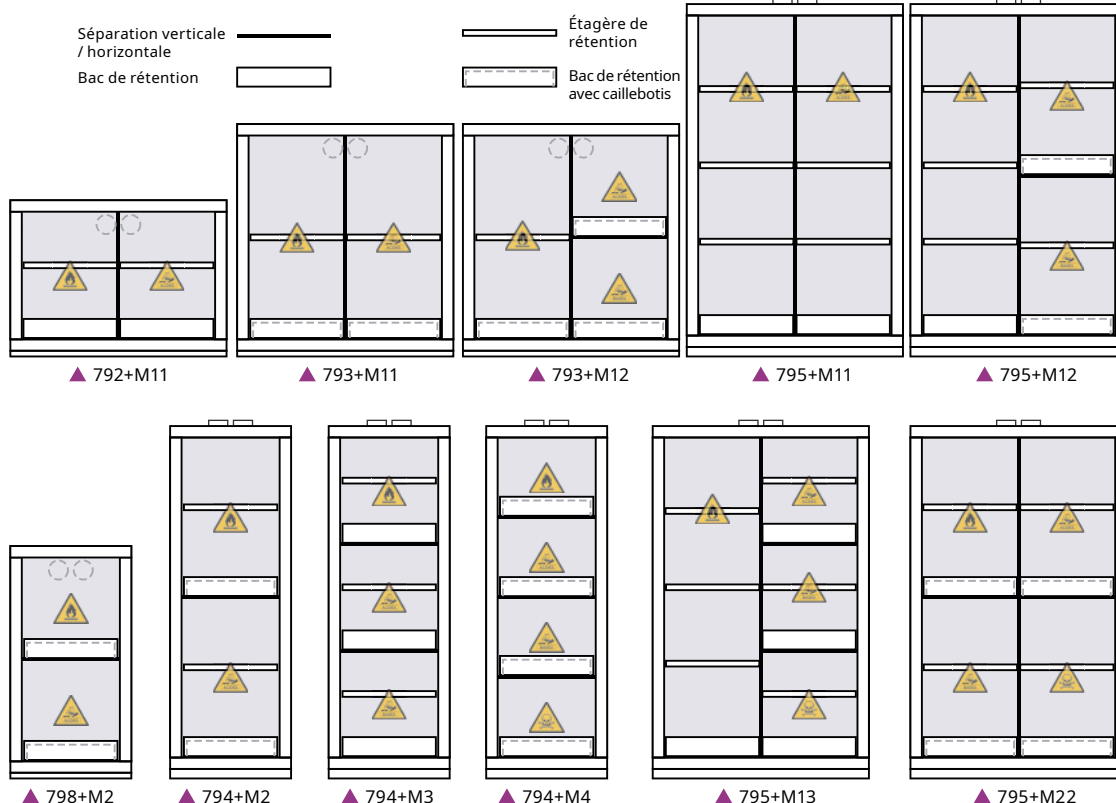 Séparation verticale
/ horizontale
Étagère de
rétention
Bac de rétention
Bac de rétention
avec caillebotis
▲ 792+M11
▲ 793+M11
▲ 793+M12
▲ 795+M11
▲ 795+M12
▲ 798+M2
▲ 794+M2
▲ 794+M3
▲ 794+M4
▲ 795+M13
▲ 795+M22